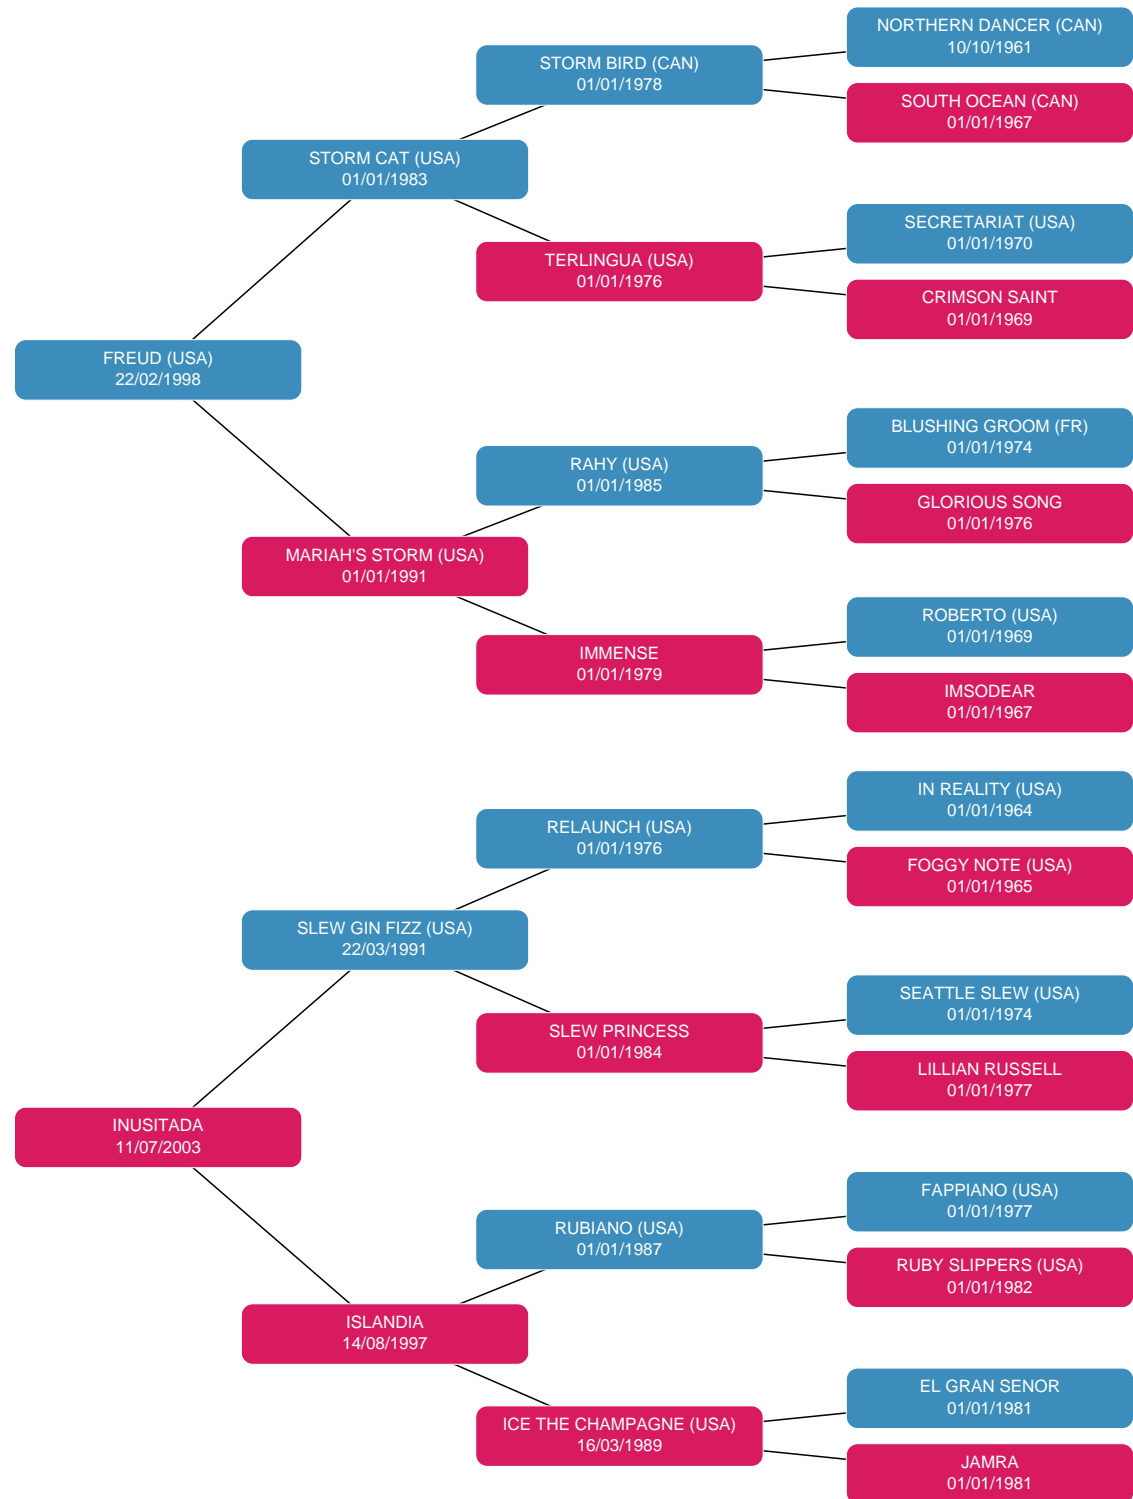 NORTHERN DANCER (CAN)
10/10/1961
STORM BIRD (CAN)
01/01/1978
SOUTH OCEAN (CAN)
01/01/1967
STORM CAT (USA)
01/01/1983
SECRETARIAT (USA)
01/01/1970
TERLINGUA (USA)
01/01/1976
CRIMSON SAINT
01/01/1969
FREUD (USA)
22/02/1998
BLUSHING GROOM (FR)
01/01/1974
RAHY (USA)
01/01/1985
GLORIOUS SONG
01/01/1976
MARIAH'S STORM (USA)
01/01/1991
ROBERTO (USA)
01/01/1969
IMMENSE
01/01/1979
IMSODEAR
01/01/1967
IN REALITY (USA)
01/01/1964
RELAUNCH (USA)
01/01/1976
FOGGY NOTE (USA)
01/01/1965
SLEW GIN FIZZ (USA)
22/03/1991
SEATTLE SLEW (USA)
01/01/1974
SLEW PRINCESS
01/01/1984
LILLIAN RUSSELL
01/01/1977
INUSITADA
11/07/2003
FAPPIANO (USA)
01/01/1977
RUBIANO (USA)
01/01/1987
RUBY SLIPPERS (USA)
01/01/1982
ISLANDIA
14/08/1997
EL GRAN SENOR
01/01/1981
ICE THE CHAMPAGNE (USA)
16/03/1989
JAMRA
01/01/1981